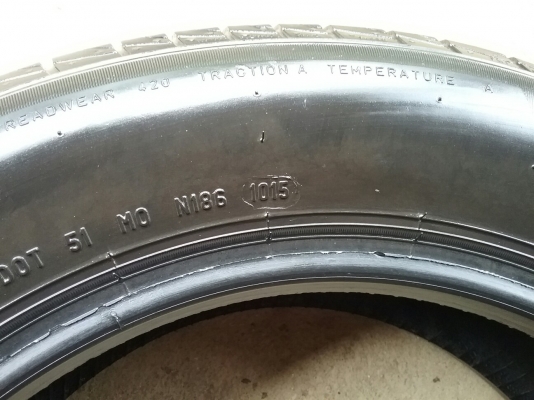 READWEAR 420 TRACTION A TEMPERATURE A
DOT 51 MO N186 1015